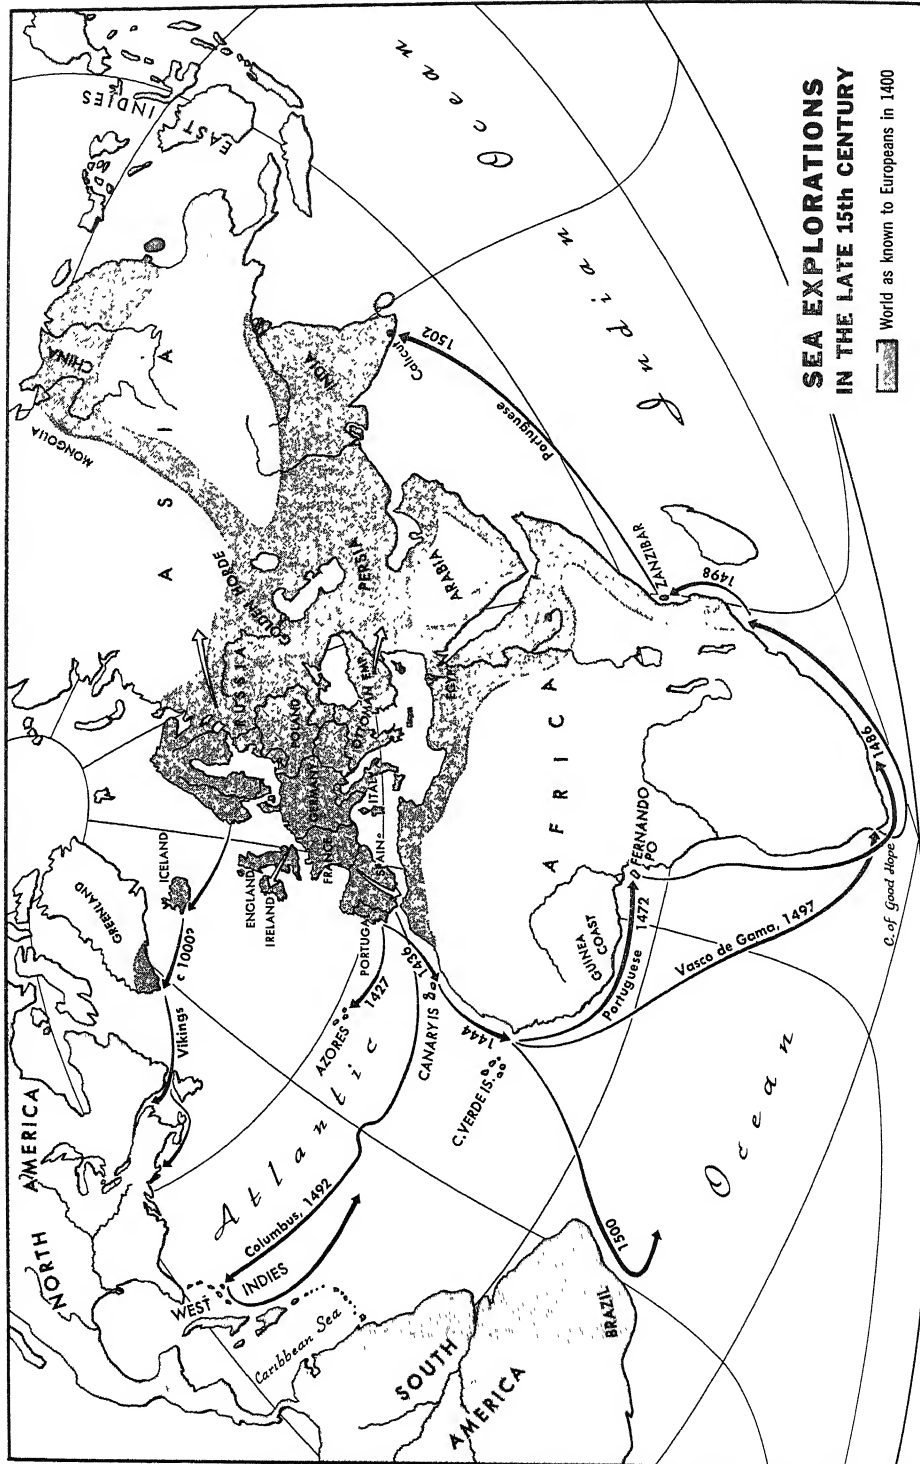 SEA EXPLORATIONS
IN THE LATE 15th CENTURY
World as known to Europeans in 1400
NORTH
AMERICA
GREENLAND
ICELAND
c 1000?
Vikings
ENGLAND
IRELAND
FRANCE
GERMANY
POLAND
RUSSIA
GOLDEN HORDE
ITALY
SPAIN
PORTUGAL
OTTOMAN EMP.
EGYPT
PERSIA
ARABIA
ASIA
MONGOLIA
CHINA
INDIA
EAST
INDIES
Calicut
1502
Portuguese
ZANZIBAR
1498
1486
Indian
Ocean
AFRICA
C. of Good Hope
FERNANDO
PO
GUINEA
COAST
Portuguese
1472
Vasco de Gama, 1497
1444
1436
CANARY IS
C. VERDE IS.
AZORES
1427
Atlantic
Ocean
Columbus, 1492
WEST
INDIES
Caribbean Sea
SOUTH
AMERICA
BRAZIL
1500